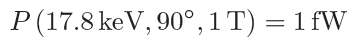 P (17.8 keV, 90°, 1 T) = 1 fW